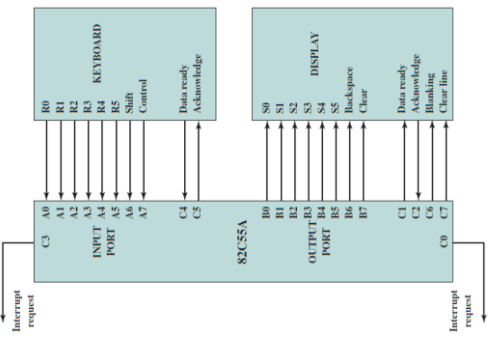 KEYBOARD
R0
R1
R2
R3
R4
R5
Shift
Control
Data ready
Acknowledge
DISPLAY
S0
S1
S2
S3
S4
S5
Backspace
Clear
Data ready
Acknowledge
Blanking
Clear line
C3
A0
A1
A2
A3
A4
A5
A6
A7
INPUT
PORT
C4
C5
82C55A
B0
B1
B2
B3
B4
B5
B6
B7
OUTPUT
PORT
C1
C2
C6
C7
C0
Interrupt
request
Interrupt
request